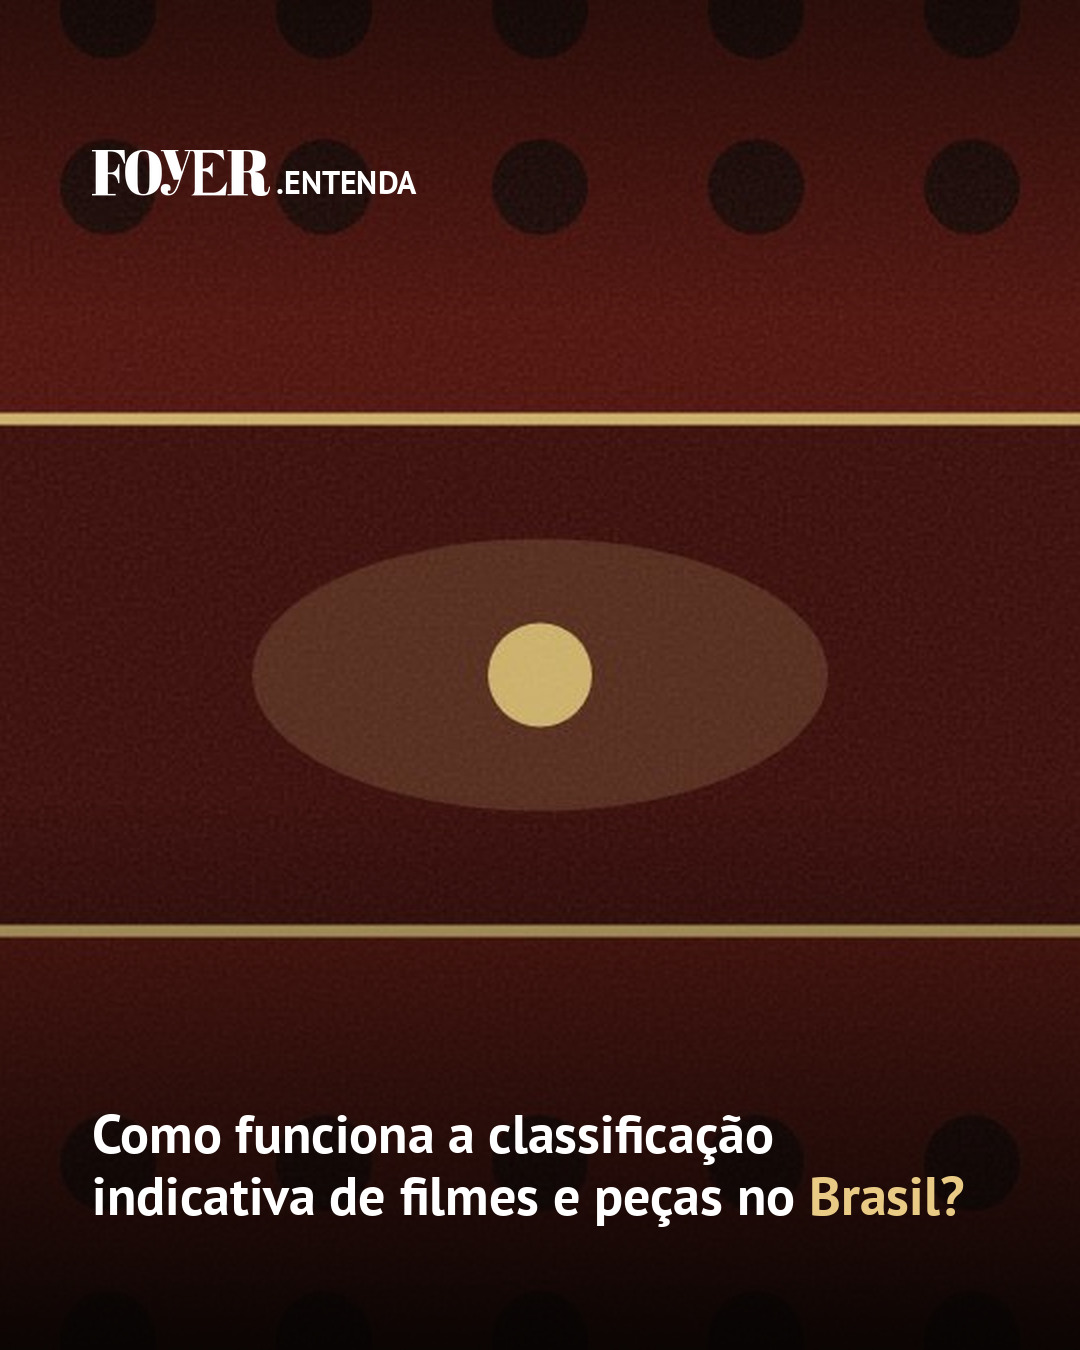 FOYER .ENTENDA
Como funciona a classificação
indicativa de filmes e peças no Brasil?